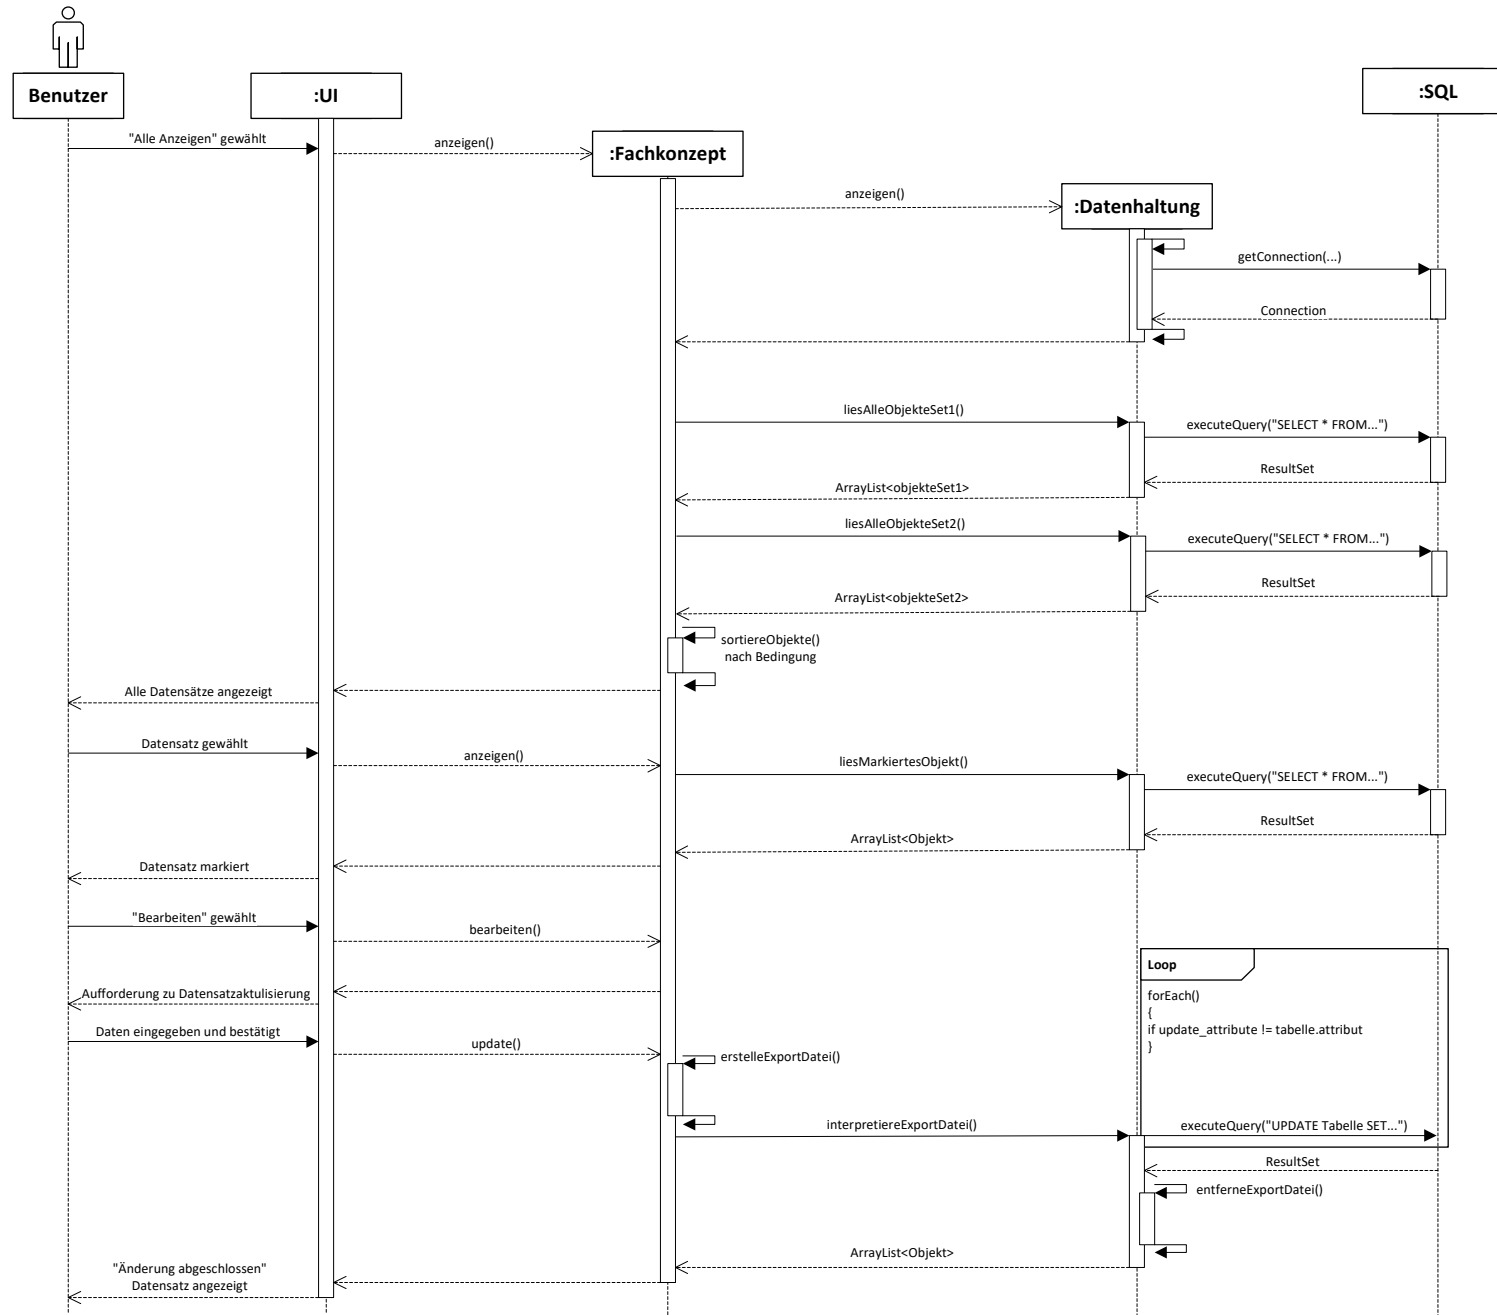 Benutzer
:UI
:SQL
"Alle Anzeigen" gewählt
anzeigen()
:Fachkonzept
anzeigen()
:Datenhaltung
getConnection(...)
Connection
liesAlleObjekteSet1()
executeQuery("SELECT * FROM...")
ResultSet
ArrayList<objekteSet1>
liesAlleObjekteSet2()
executeQuery("SELECT * FROM...")
ResultSet
ArrayList<objekteSet2>
sortiereObjekte()
nach Bedingung
Alle Datensätze angezeigt
Datensatz gewählt
anzeigen()
liesMarkiertesObjekt()
executeQuery("SELECT * FROM...")
ResultSet
ArrayList<Objekt>
Datensatz markiert
"Bearbeiten" gewählt
bearbeiten()
Loop
forEach()
{
if update_attribute != tabelle.attribut
}
Aufforderung zu Datensatzaktulisierung
Daten eingegeben und bestätigt
update()
erstelleExportDatei()
interpretiereExportDatei()
executeQuery("UPDATE Tabelle SET...")
ResultSet
entferneExportDatei()
ArrayList<Objekt>
"Änderung abgeschlossen"
Datensatz angezeigt